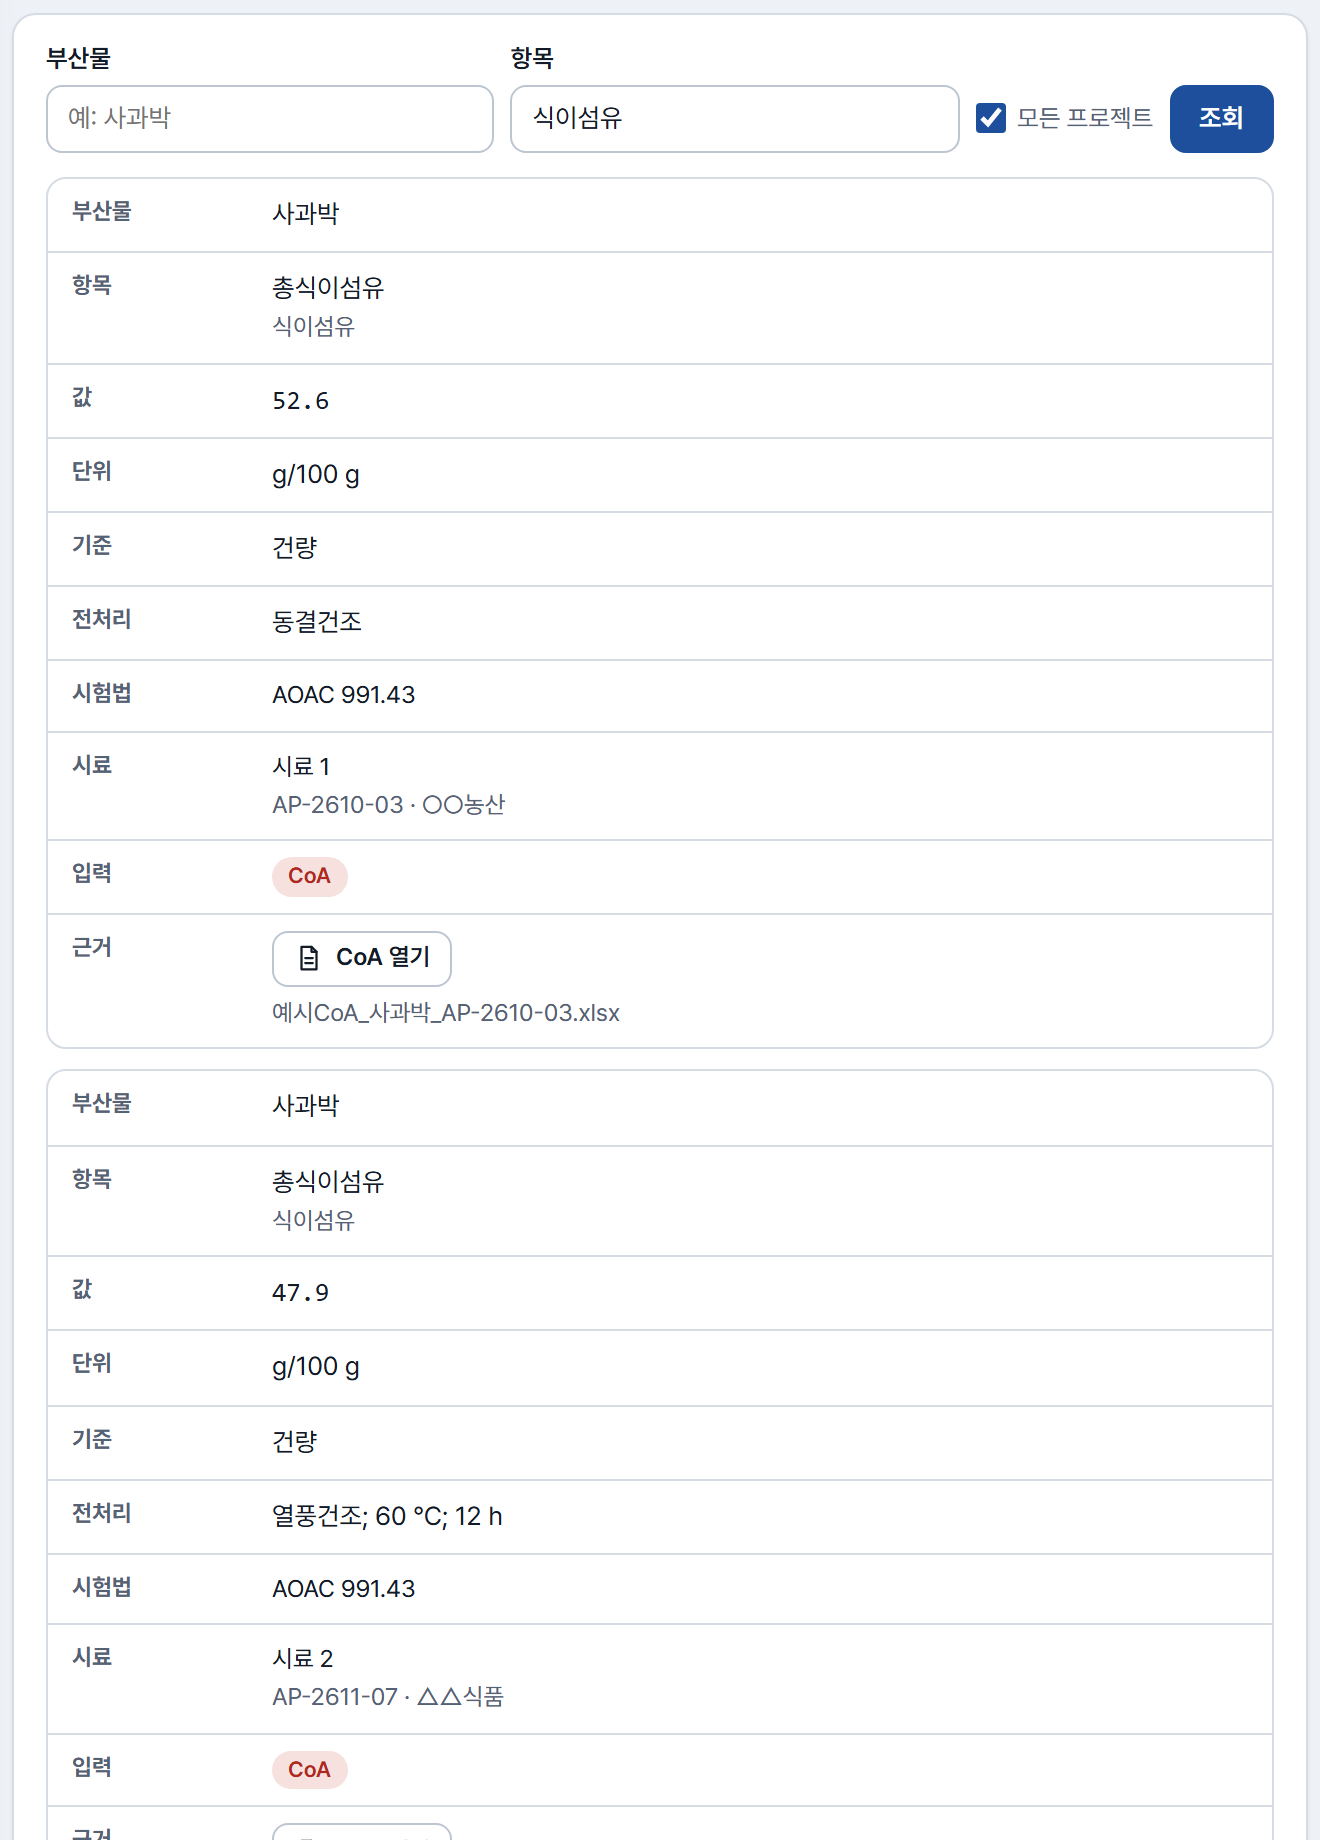 부산물 항목
예: 사과박 식이섬유 모든 프로젝트 조회
부산물 사과박
항목 총식이섬유
식이섬유
값 52.6
단위 g/100 g
기준 건량
전처리 동결건조
시험법 AOAC 991.43
시료 시료 1
AP-2610-03 · ○○농산
입력 CoA
근거 CoA 열기
예시CoA_사과박_AP-2610-03.xlsx
부산물 사과박
항목 총식이섬유
식이섬유
값 47.9
단위 g/100 g
기준 건량
전처리 열풍건조; 60 °C; 12 h
시험법 AOAC 991.43
시료 시료 2
AP-2611-07 · △△식품
입력 CoA
근거